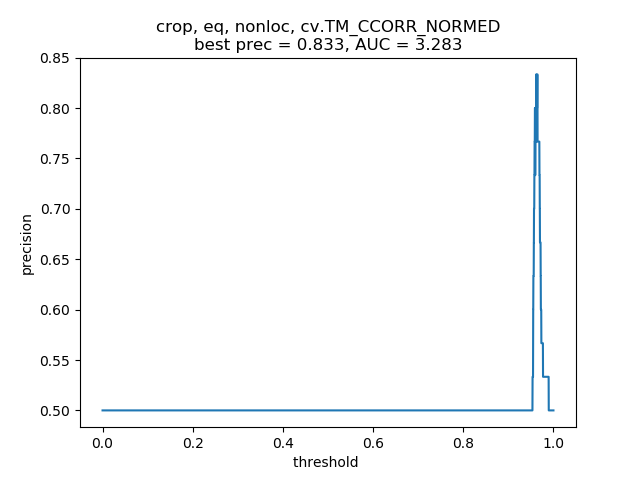 crop, eq, nonloc, cv.TM_CCORR_NORMED
best prec = 0.833, AUC = 3.283
0.85
0.80
0.75
0.70
0.65
0.60
0.55
0.50
precision
0.0 0.2 0.4 0.6 0.8 1.0
threshold